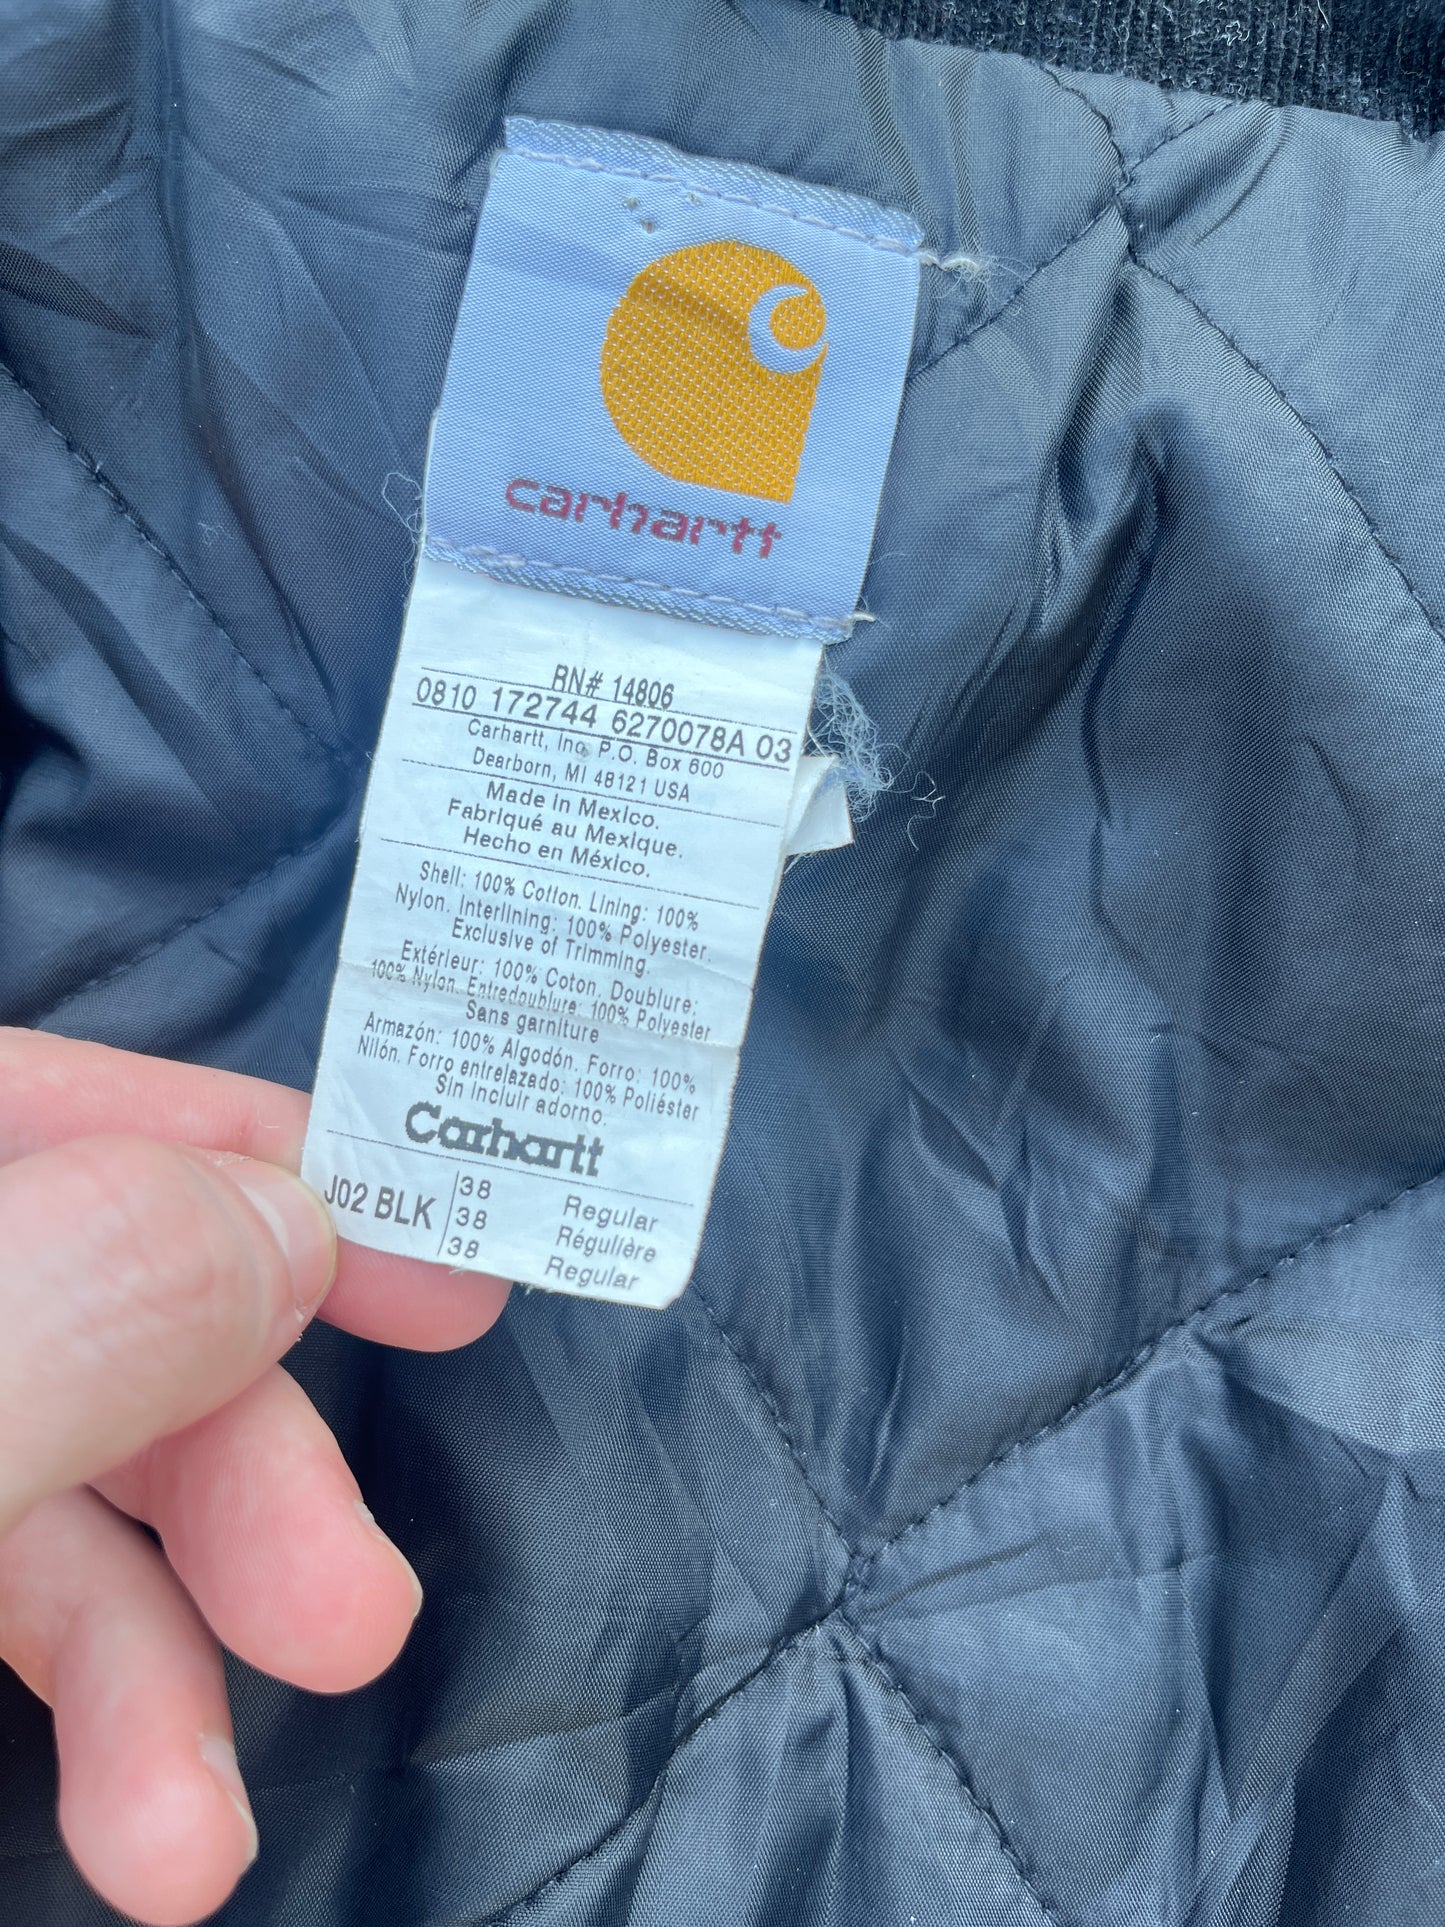 carhartt
RN# 14806
0810 172744 6270078A 03
Carhartt, Inc. P.O. Box 600
Dearborn, MI 48121 USA
Made in Mexico.
Fabriqué au Mexique.
Hecho en México.
Shell: 100% Cotton. Lining: 100%
Nylon. Interlining: 100% Polyester.
Exclusive of Trimming.
Extérieur: 100% Coton. Doublure:
100% Nylon. Entredoublure: 100% Polyester
Sans garniture
Armazón: 100% Algodón. Forro: 100%
Nilón. Forro entrelazado: 100% Poliéster
Sin incluir adorno.
Carhartt
J02 BLK
38 Regular
38 Régulière
38 Regular